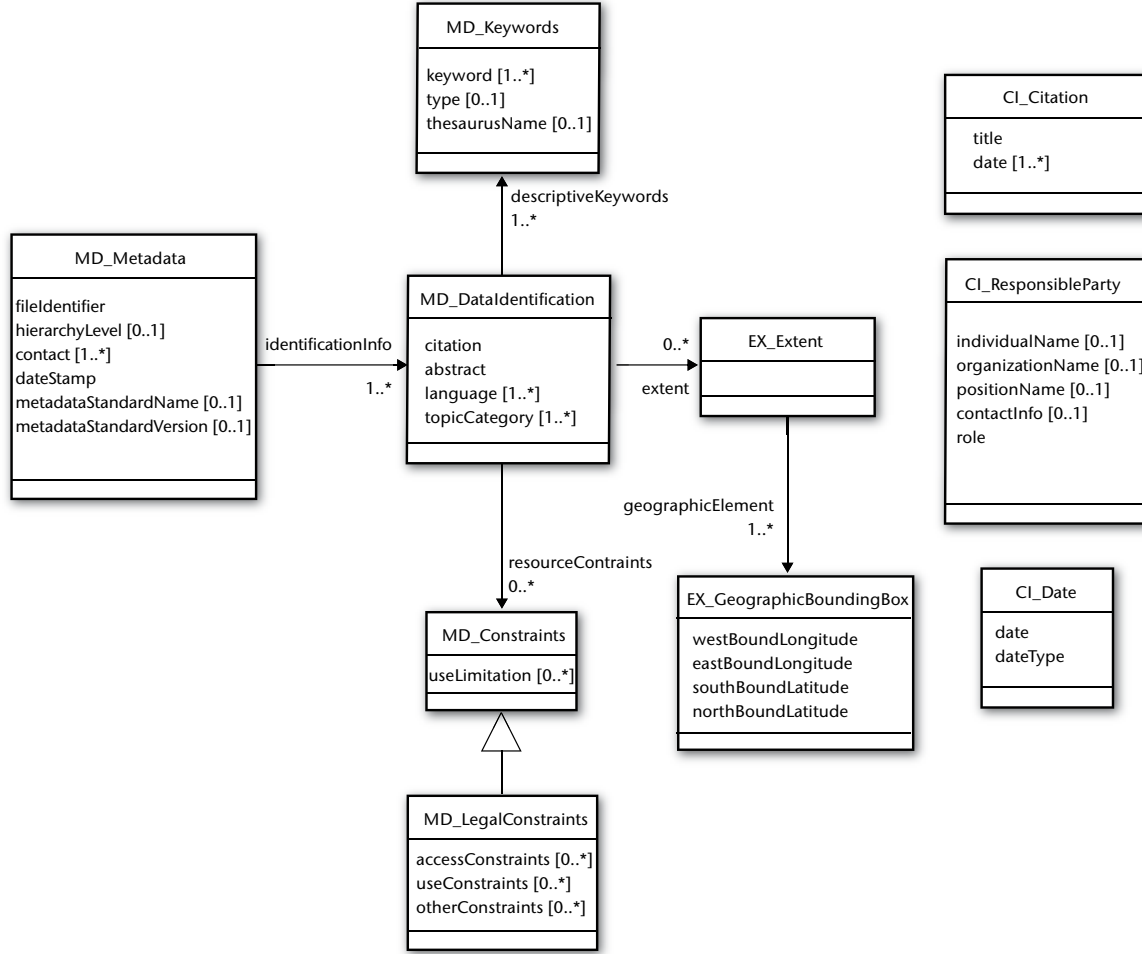 MD_Keywords
keyword [1..*]
type [0..1]
thesaurusName [0..1]
descriptiveKeywords
1..*
MD_Metadata
fileIdentifier
hierarchyLevel [0..1]
contact [1..*]
dateStamp
metadataStandardName [0..1]
metadataStandardVersion [0..1]
identificationInfo
1..*
MD_DataIdentification
citation
abstract
language [1..*]
topicCategory [1..*]
0..*
extent
EX_Extent
geographicElement
1..*
EX_GeographicBoundingBox
westBoundLongitude
eastBoundLongitude
southBoundLatitude
northBoundLatitude
resourceContraints
0..*
MD_Constraints
useLimitation [0..*]
MD_LegalConstraints
accessConstraints [0..*]
useConstraints [0..*]
otherConstraints [0..*]
CI_Citation
title
date [1..*]
CI_ResponsibleParty
individualName [0..1]
organizationName [0..1]
positionName [0..1]
contactInfo [0..1]
role
CI_Date
date
dateType